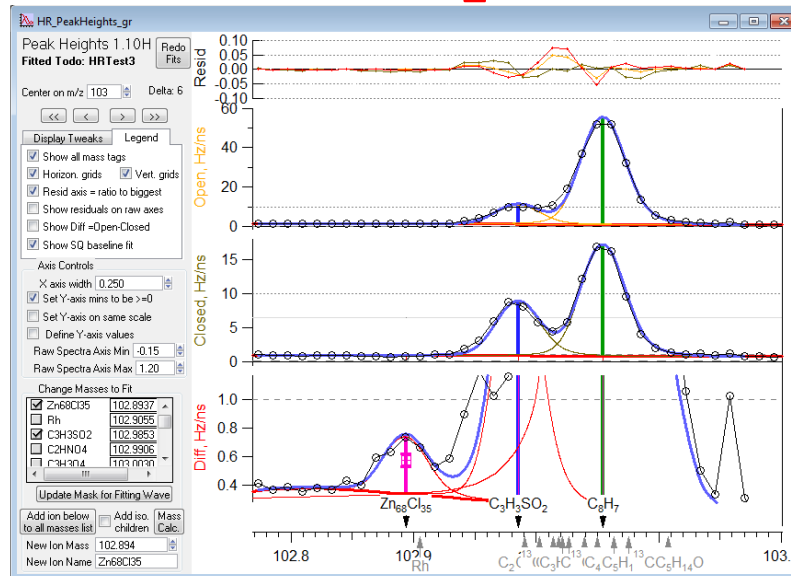 HR_PeakHeights_gr
Peak Heights 1.10H
Redo Fits
Fitted Todo: HRTest3
Center on m/z 103 Delta: 6
<< < > >>
Display Tweaks Legend
Show all mass tags
Horizon. grids Vert. grids
Resid axis = ratio to biggest
Show residuals on raw axes
Show Diff =Open-Closed
Show SQ baseline fit
Axis Controls
X axis width 0.250
Set Y-axis mins to be >=0
Set Y-axis on same scale
Define Y-axis values
Raw Spectra Axis Min -0.15
Raw Spectra Axis Max 1.20
Change Masses to Fit
Zn68Cl35 102.8937
Rh 102.9055
C3H3SO2 102.9853
C2HNO4 102.9906
C3H3O4 103.0030
Update Mask for Fitting Wave
Add ion below to all masses list
Add iso. children
Mass Calc.
New Ion Mass 102.894
New Ion Name Zn68Cl35
Resid
0.10
0.05
0.00
-0.05
-0.10
Open, Hz/ns
60
40
20
0
Closed, Hz/ns
15
10
5
0
Diff, Hz/ns
1.0
0.8
0.6
0.4
Zn68Cl35 C3H3SO2 C8H7
102.8 102.9 103.
Rh